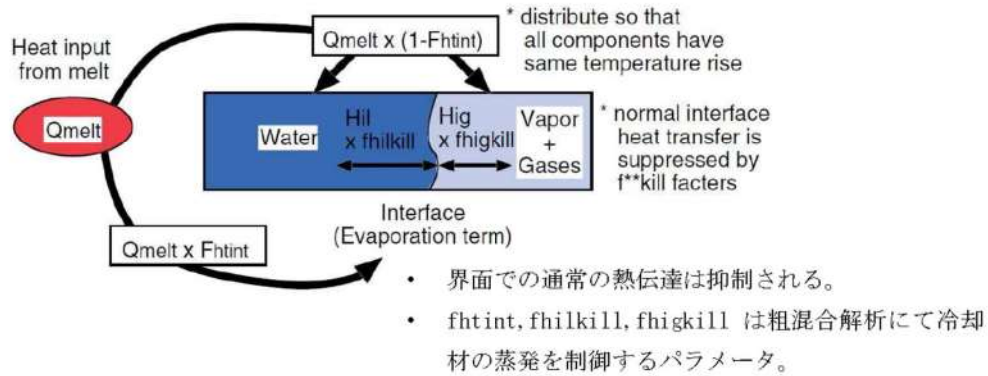 Heat input
from melt
Qmelt
Qmelt x (1-Fhtint)
* distribute so that
all components have
same temperature rise
Water
Hil
x fhilkill
Hig
x fhigkill
Vapor
+
Gases
* normal interface
heat transfer is
suppressed by
f**kill facters
Interface
(Evaporation term)
Qmelt x Fhtint
• 界面での通常の熱伝達は抑制される。
• fhtint,fhilkill,fhigkill は粗混合解析にて冷却
材の蒸発を制御するパラメータ。